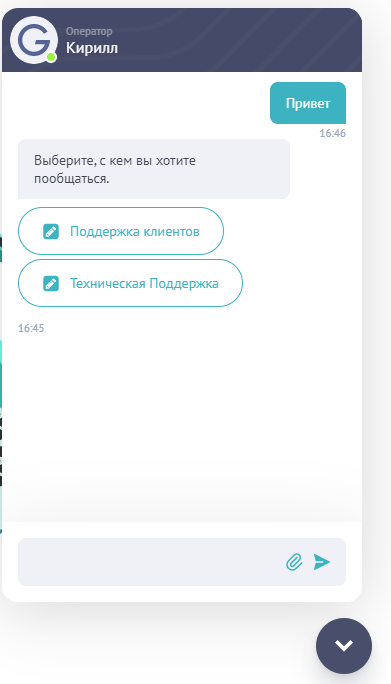 Оператор
Кирилл
Привет
16:46
Выберите, с кем вы хотите
пообщаться.
Поддержка клиентов
Техническая Поддержка
16:45